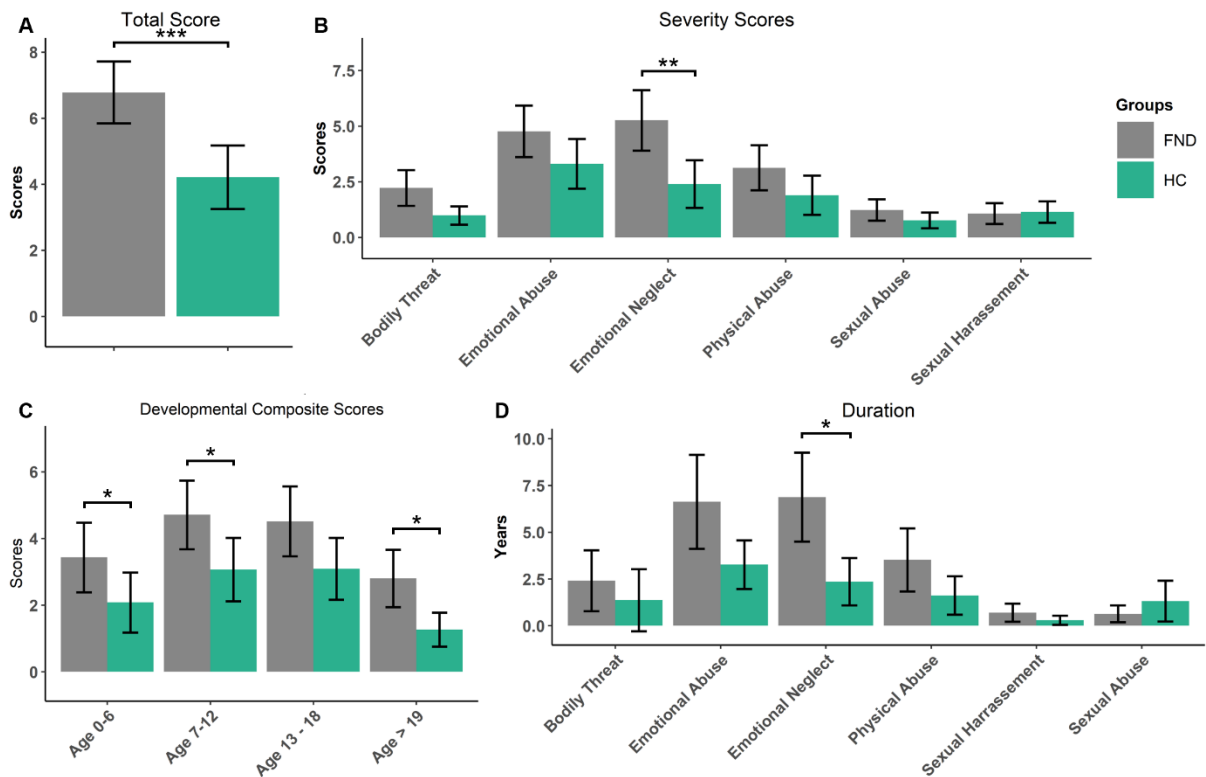 A
Total Score
***
8
6
4
2
0
Scores
B
Severity Scores
**
7.5
5.0
2.5
0.0
Scores
Bodily Threat
Emotional Abuse
Emotional Neglect
Physical Abuse
Sexual Abuse
Sexual Harassement
Groups
FND
HC
C
Developmental Composite Scores
*
*
*
6
4
2
0
Scores
Age 0-6
Age 7-12
Age 13 - 18
Age > 19
D
Duration
*
10.0
7.5
5.0
2.5
0.0
Years
Bodily Threat
Emotional Abuse
Emotional Neglect
Physical Abuse
Sexual Harrassement
Sexual Abuse